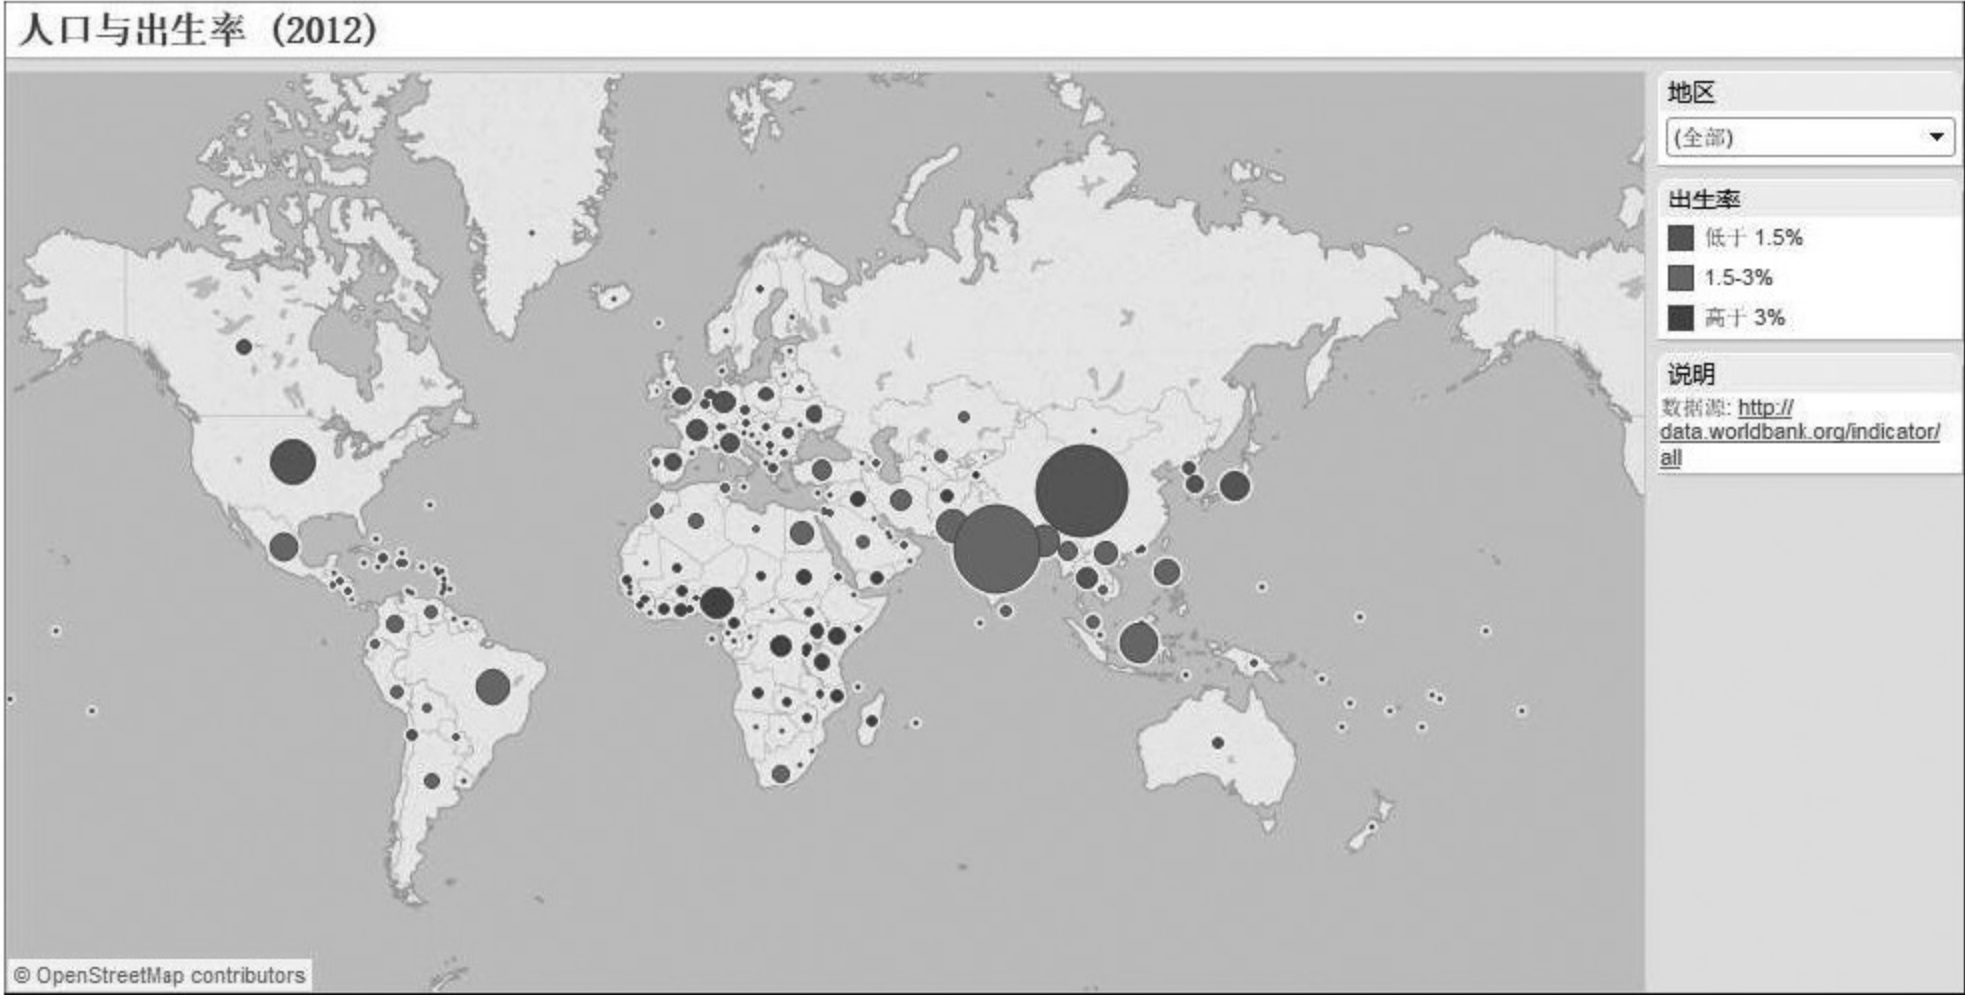 人口与出生率 (2012)
地区
(全部)
出生率
低于 1.5%
1.5-3%
高于 3%
说明
数据源: http://
data.worldbank.org/indicator/
all
© OpenStreetMap contributors